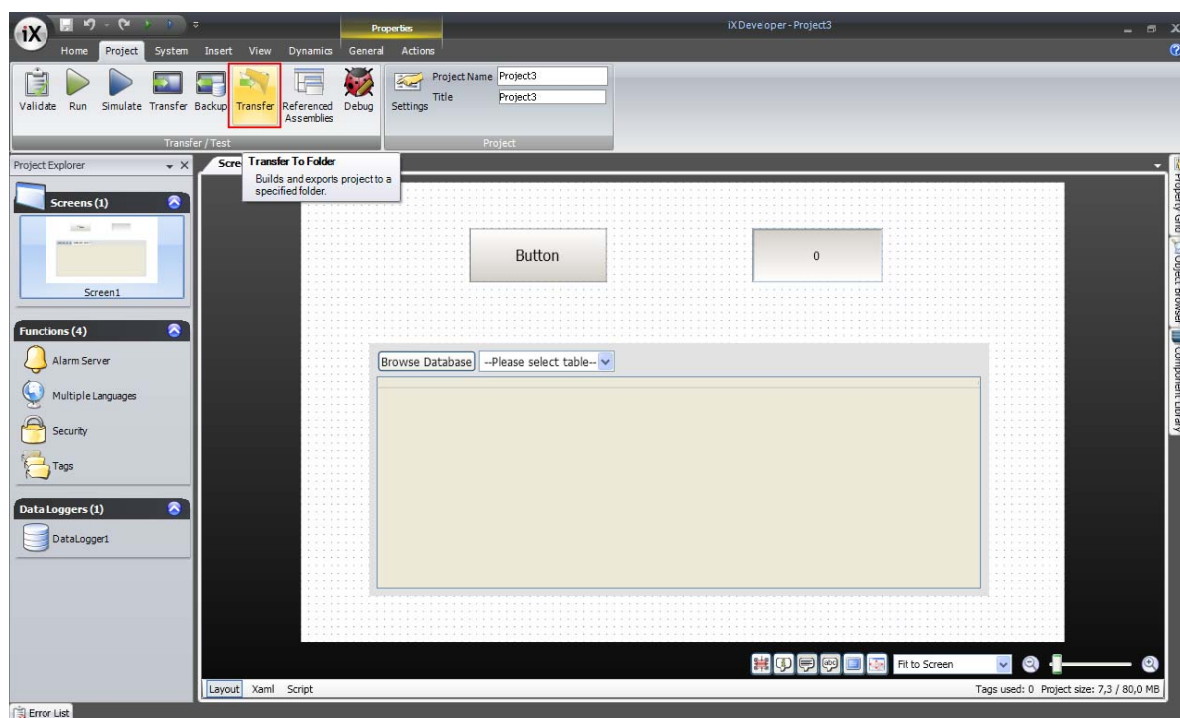 iX
iX Developer - Project3
Properties
Home Project System Insert View Dynamics General Actions
Validate Run Simulate Transfer Backup Transfer Referenced Assemblies Debug
Settings
Project Name Project3
Title Project3
Transfer / Test
Project
Project Explorer
Scre
Transfer To Folder
Builds and exports project to a
specified folder.
Screens (1)
Screen1
Functions (4)
Alarm Server
Multiple Languages
Security
Tags
Data Loggers (1)
DataLogger1
Button
0
Browse Database
--Please select table--
Property Grid
Object Browser
Component Library
Fit to Screen
Layout Xaml Script
Tags used: 0 Project size: 7,3 / 80,0 MB
Error List